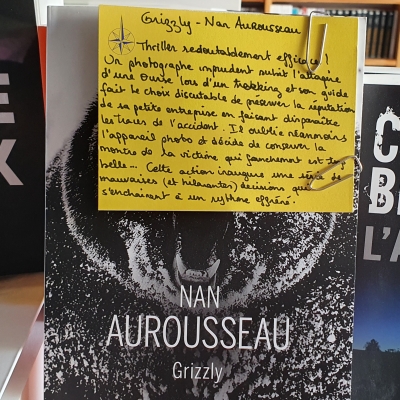 Grizzly - Nan Aurousseau
Thriller redoutablement efficace !
Un photographe imprudent subit l'attaque
d'une ourse lors d'un trekking et son guide
fait le choix discutable de préserver la réputation
de sa petite entreprise en faisant disparaître
les traces de l'accident. Il oublie néanmoins
l'appareil photo et décide de conserver la
montre de la victime qui franchement est trop
belle... Cette action inaugure une série de
mauvaises (et hilarantes) décisions qui
s'enchaînent à un rythme effréné.
NAN
AUROUSSEAU
Grizzly
E
X
C
B
L'A